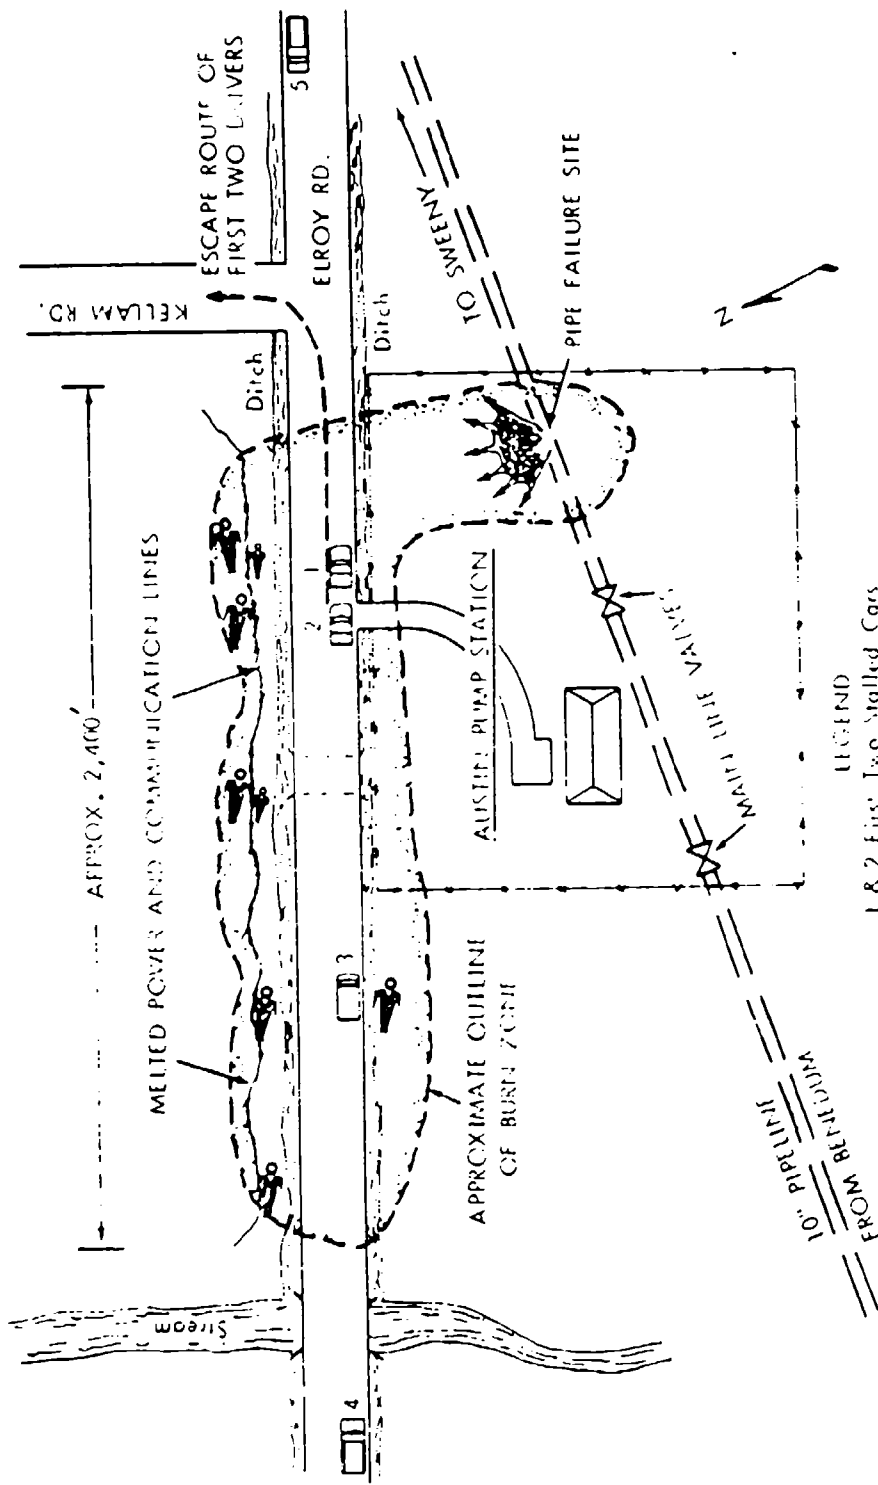 APPROX. 2,400'
MELTED POWER AND COMMUNICATION LINES
ESCAPE ROUTE OF
FIRST TWO DRIVERS
KELLAM RD.
Stream
Ditch
ELROY RD.
Ditch
1
2
3
4
5
TO SWEENY
PIPE FAILURE SITE
N
AUSTIN PUMP STATION
MAIN LINE VALVES
APPROXIMATE OUTLINE
OF BURN ZONE
10" PIPELINE
FROM BENEDUM
LEGEND
1 & 2 First Two Stalled Cars